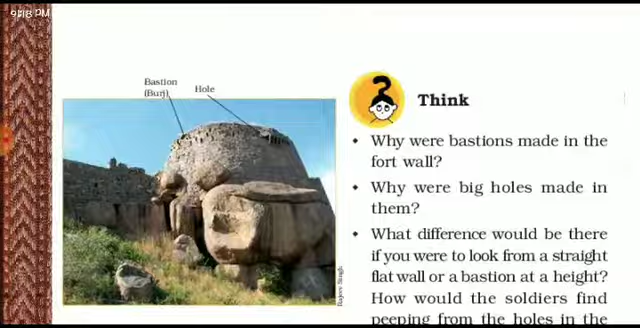 9:18 PM
Bastion
(Burj)
Hole
Think
• Why were bastions made in the
fort wall?
• Why were big holes made in
them?
• What difference would be there
if you were to look from a straight
flat wall or a bastion at a height?
How would the soldiers find
peeping from the holes in the
Rajeev Singh